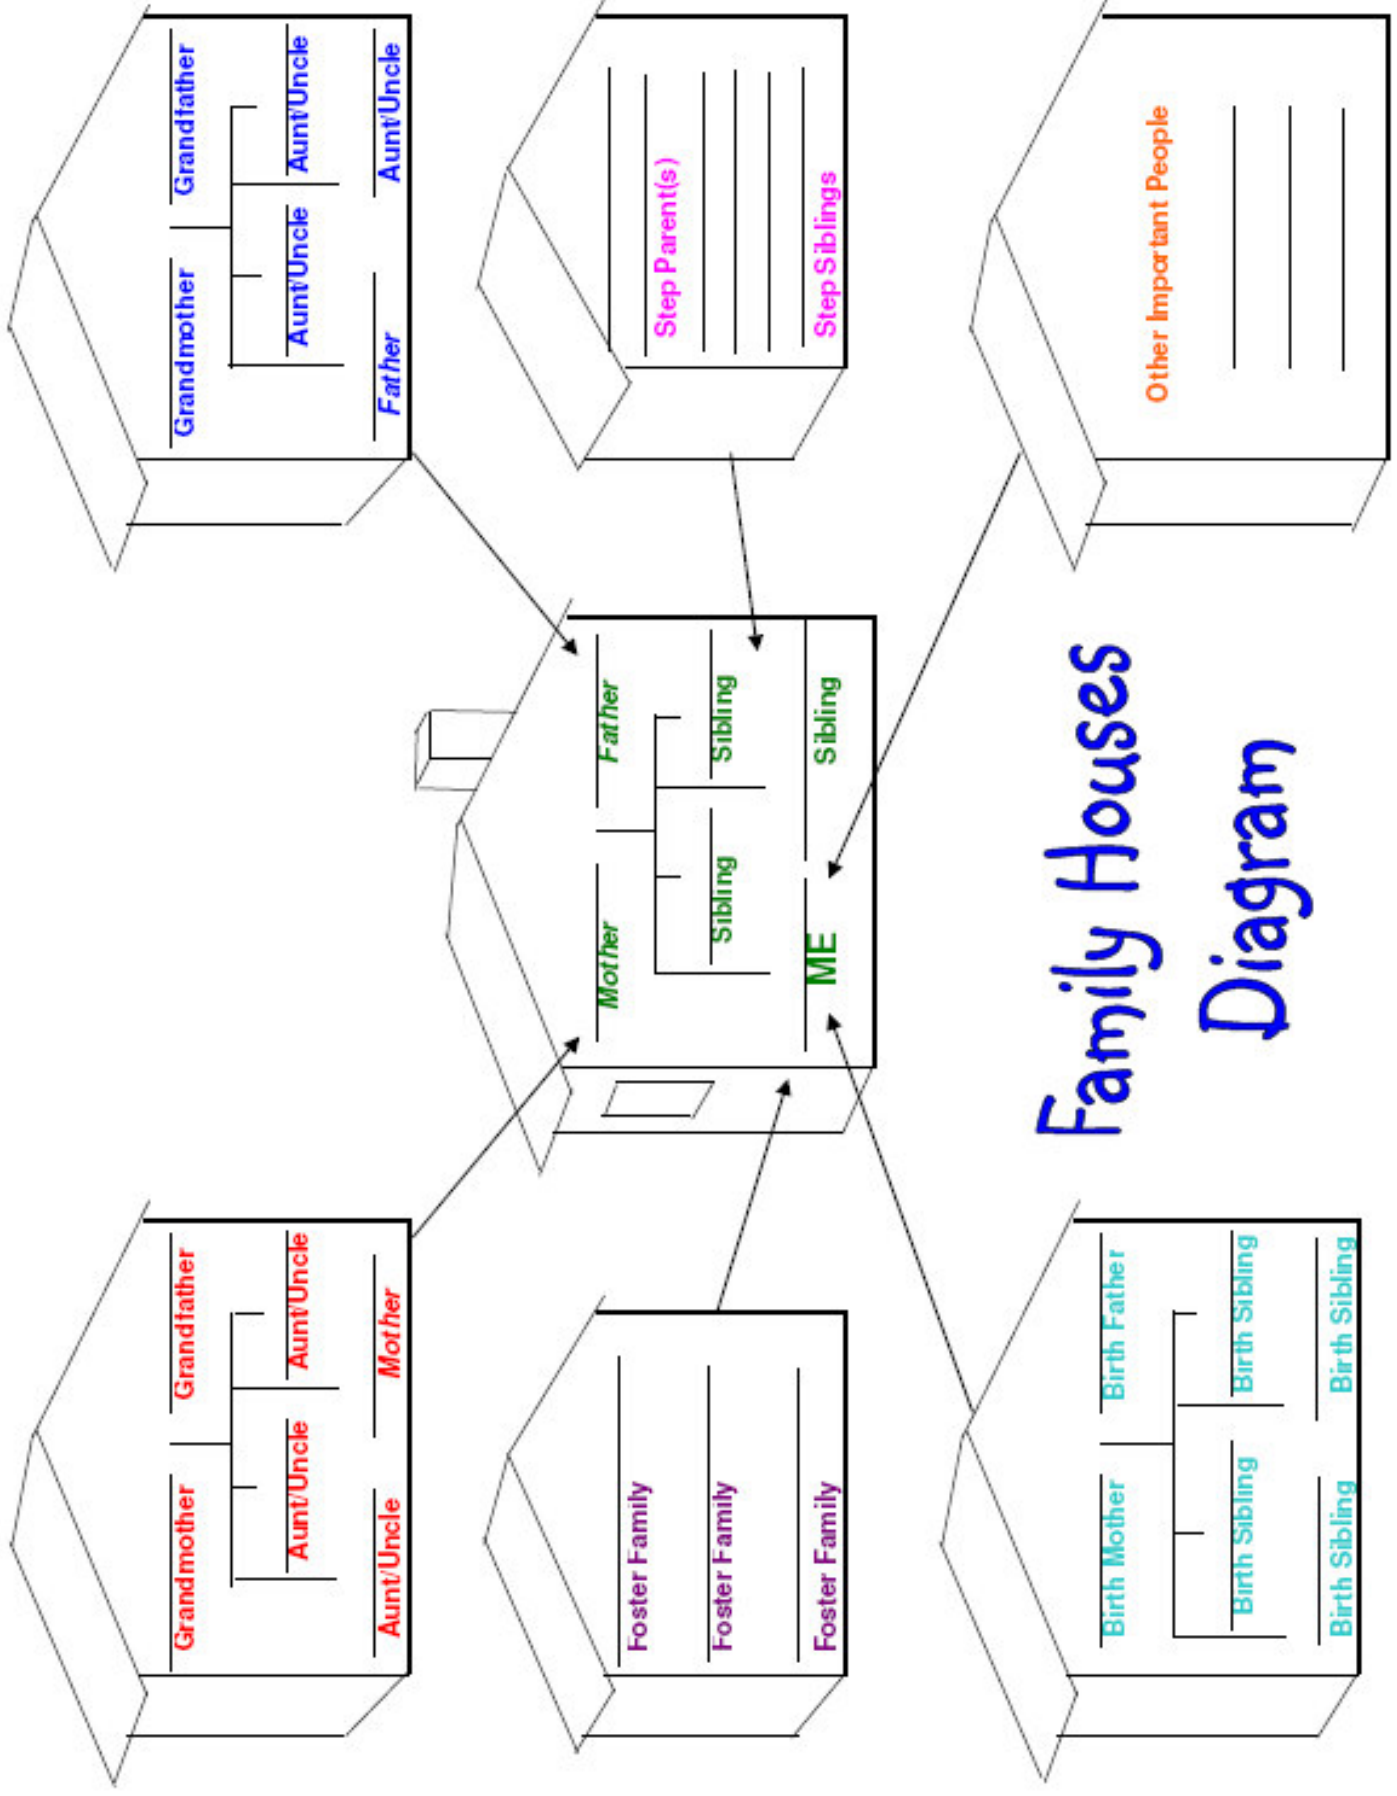 Grandmother Grandfather
Aunt/Uncle Aunt/Uncle
Aunt/Uncle Mother
Grandmother Grandfather
Aunt/Uncle Aunt/Uncle
Father Aunt/Uncle
Foster Family
Foster Family
Foster Family
Mother Father
Sibling Sibling
ME Sibling
Step Parent(s)
Step Siblings
Birth Mother Birth Father
Birth Sibling Birth Sibling
Birth Sibling Birth Sibling
Family Houses
Diagram
Other Important People